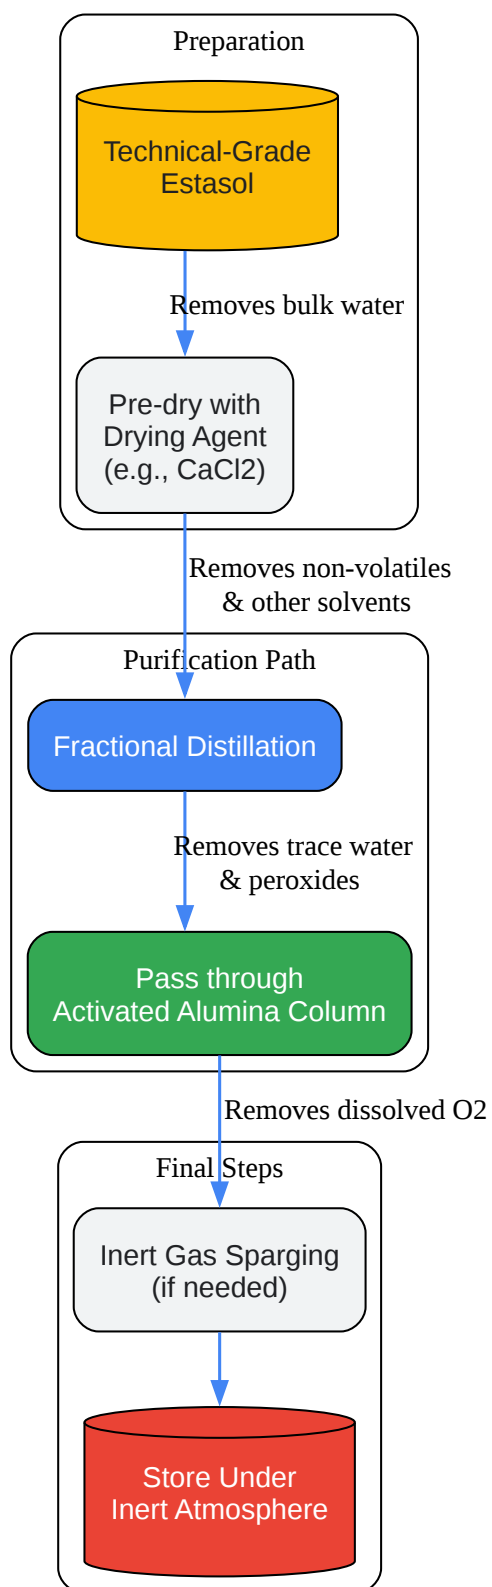 Preparation
Technical-Grade
Estasol
Removes bulk water
Pre-dry with
Drying Agent
(e.g., CaCl2)
Removes non-volatiles
& other solvents
Purification Path
Fractional Distillation
Removes trace water
& peroxides
Pass through
Activated Alumina Column
Removes dissolved O2
Final Steps
Inert Gas Sparging
(if needed)
Store Under
Inert Atmosphere